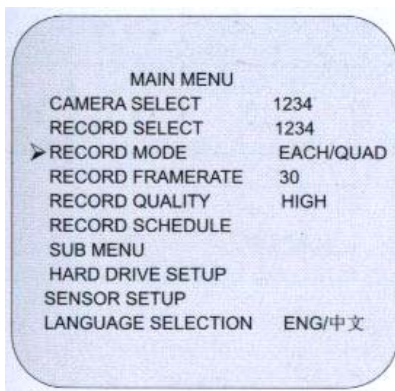 MAIN MENU
CAMERA SELECT 1234
RECORD SELECT 1234
RECORD MODE EACH/QUAD
RECORD FRAMERATE 30
RECORD QUALITY HIGH
RECORD SCHEDULE
SUB MENU
HARD DRIVE SETUP
SENSOR SETUP
LANGUAGE SELECTION ENG/中文